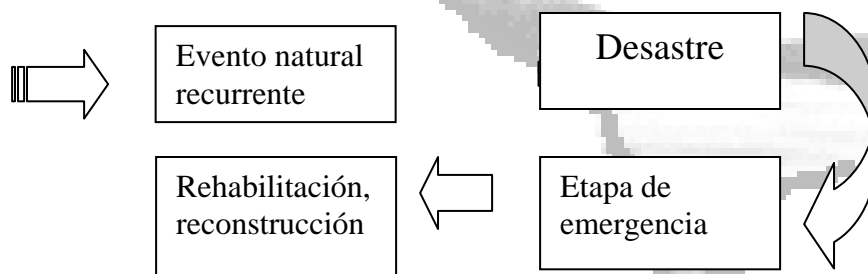 Evento natural
recurrente
Desastre
Rehabilitación,
reconstrucción
Etapa de
emergencia